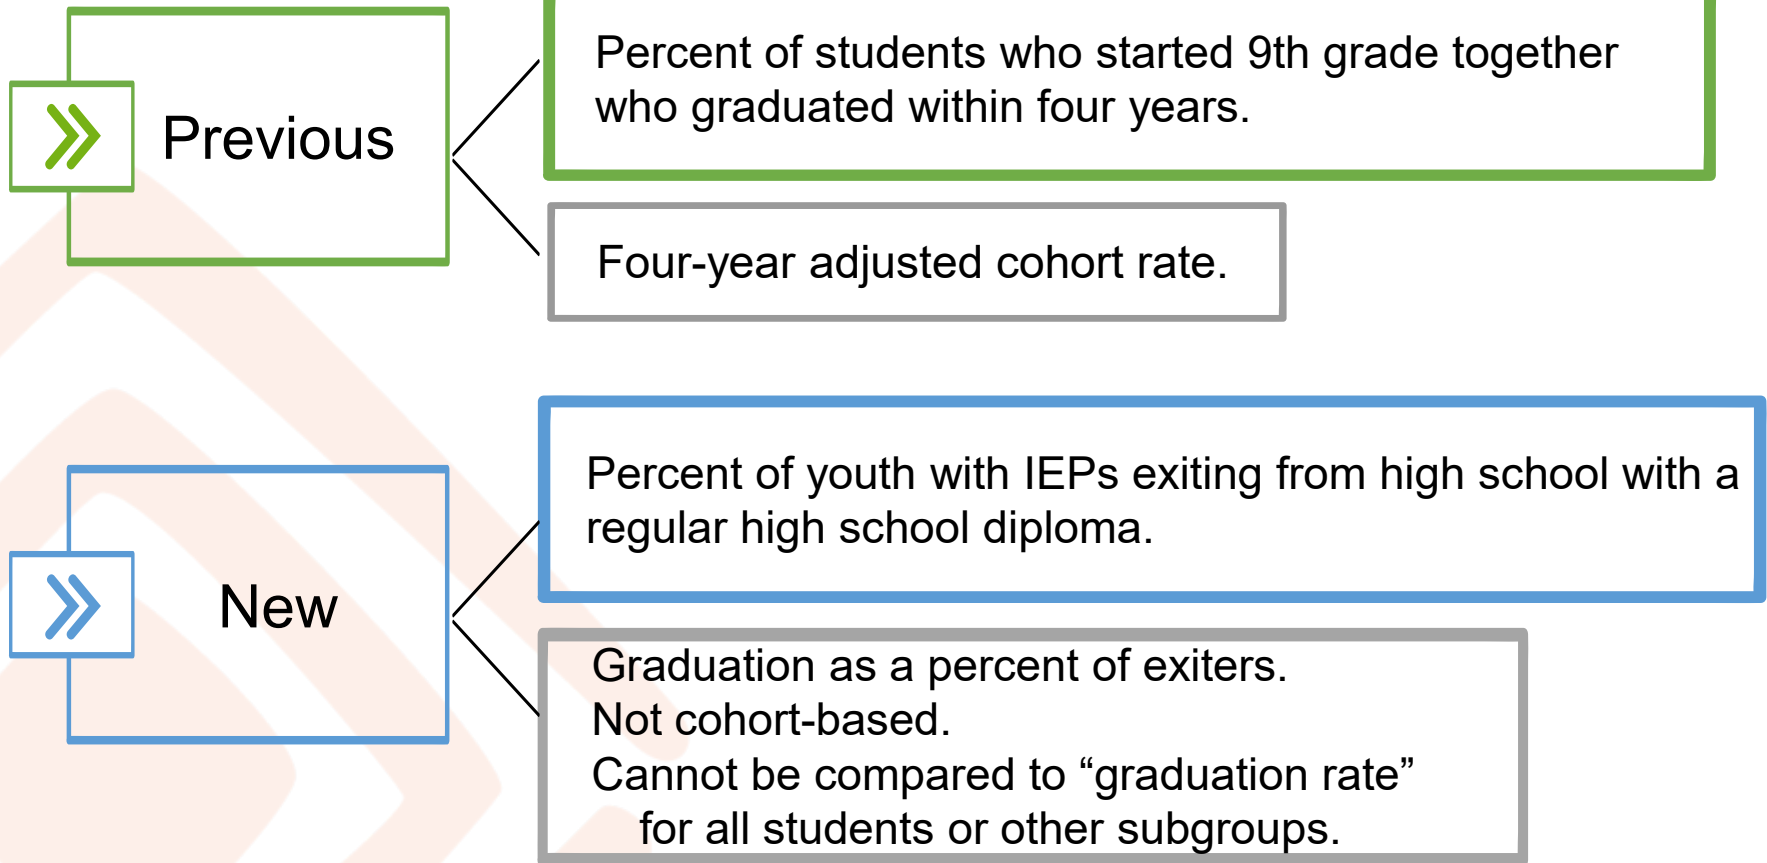 Previous
Percent of students who started 9th grade together
who graduated within four years.
Four-year adjusted cohort rate.
New
Percent of youth with IEPs exiting from high school with a
regular high school diploma.
Graduation as a percent of exiters.
Not cohort-based.
Cannot be compared to “graduation rate”
for all students or other subgroups.